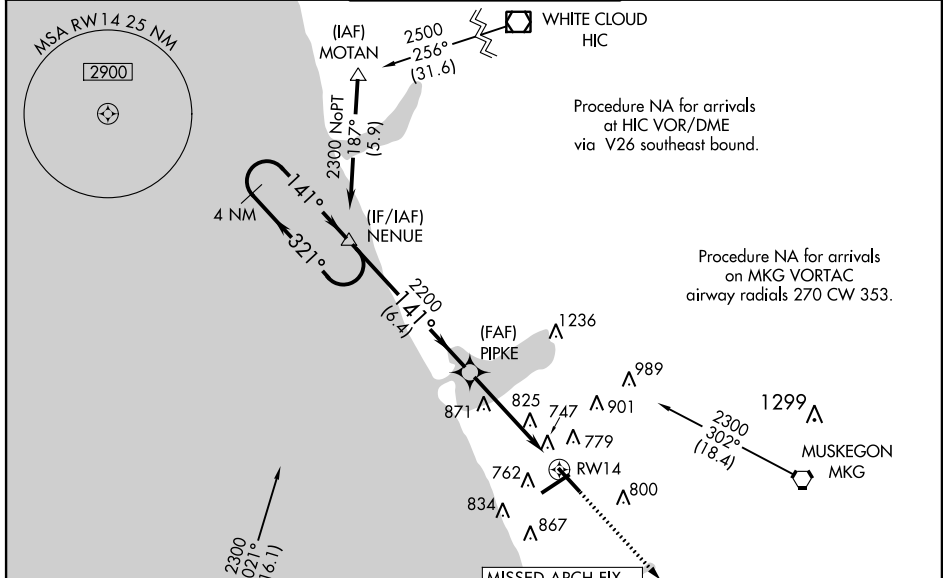 MSA RW14 25 NM
2900
(IAF)
MOTAN
2500
256°
(31.6)
WHITE CLOUD
HIC
2300 NoPT
187°
(5.9)
Procedure NA for arrivals
at HIC VOR/DME
via V26 southeast bound.
141°
4 NM
321°
(IF/IAF)
NENUE
Procedure NA for arrivals
on MKG VORTAC
airway radials 270 CW 353.
2200
141°
(6.4)
(FAF)
PIPKE
1236
989
871
825
747
901
779
1299
2300
302°
(18.4)
MUSKEGON
MKG
762
RW14
800
834
867
2300
021°
16.1)
MISSED APCH FIX